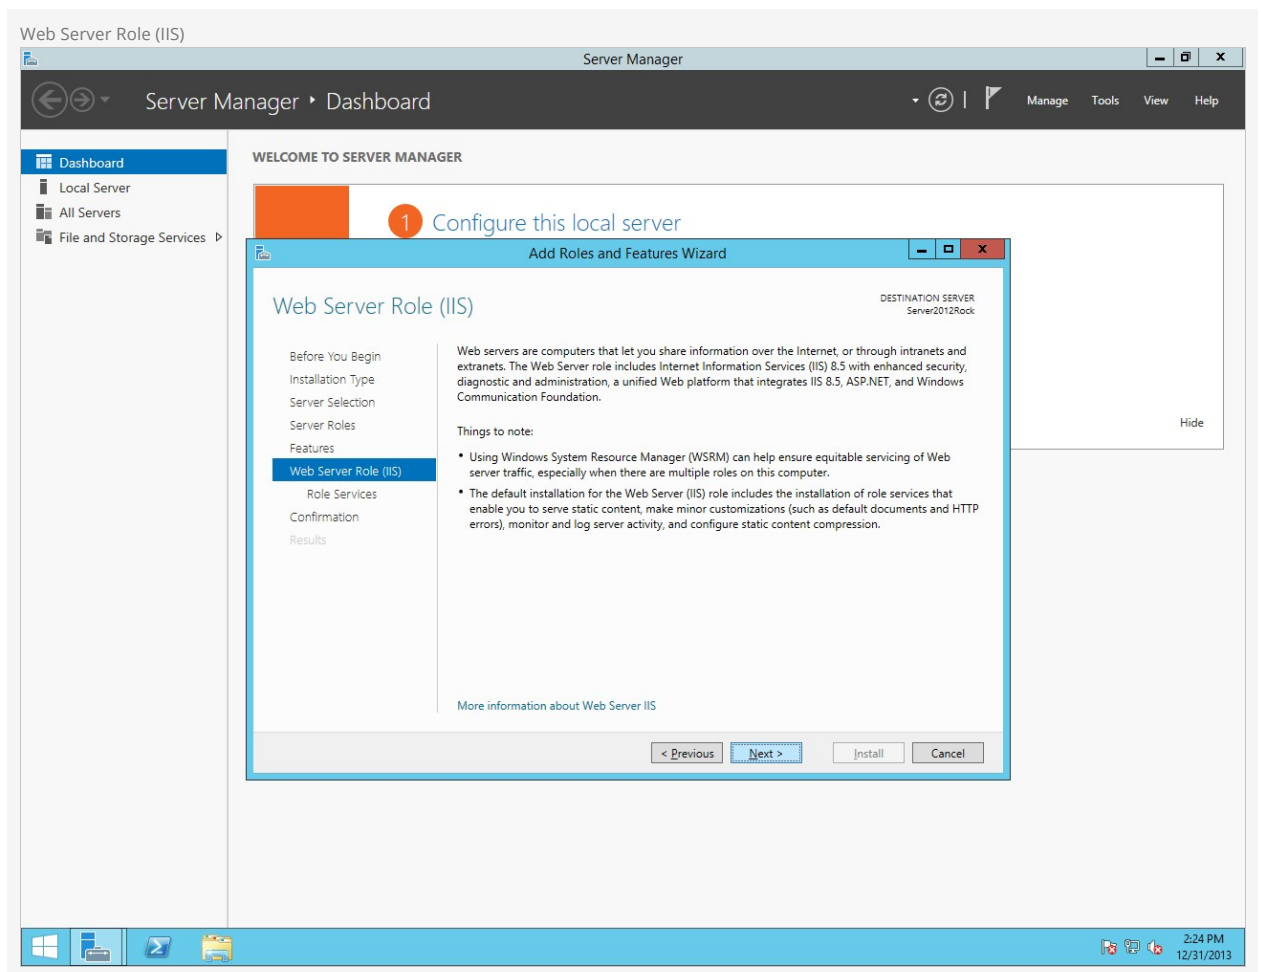 Web Server Role (IIS)
Server Manager
Server Manager • Dashboard
Manage Tools View Help
Dashboard
Local Server
All Servers
File and Storage Services
WELCOME TO SERVER MANAGER
1 Configure this local server
Hide
Add Roles and Features Wizard
Web Server Role (IIS)
DESTINATION SERVER
Server2012Rock
Before You Begin
Installation Type
Server Selection
Server Roles
Features
Web Server Role (IIS)
Role Services
Confirmation
Results
Web servers are computers that let you share information over the Internet, or through intranets and
extranets. The Web Server role includes Internet Information Services (IIS) 8.5 with enhanced security,
diagnostic and administration, a unified Web platform that integrates IIS 8.5, ASP.NET, and Windows
Communication Foundation.
Things to note:
• Using Windows System Resource Manager (WSRM) can help ensure equitable servicing of Web
server traffic, especially when there are multiple roles on this computer.
• The default installation for the Web Server (IIS) role includes the installation of role services that
enable you to serve static content, make minor customizations (such as default documents and HTTP
errors), monitor and log server activity, and configure static content compression.
More information about Web Server IIS
< Previous Next > Install Cancel
2:24 PM
12/31/2013